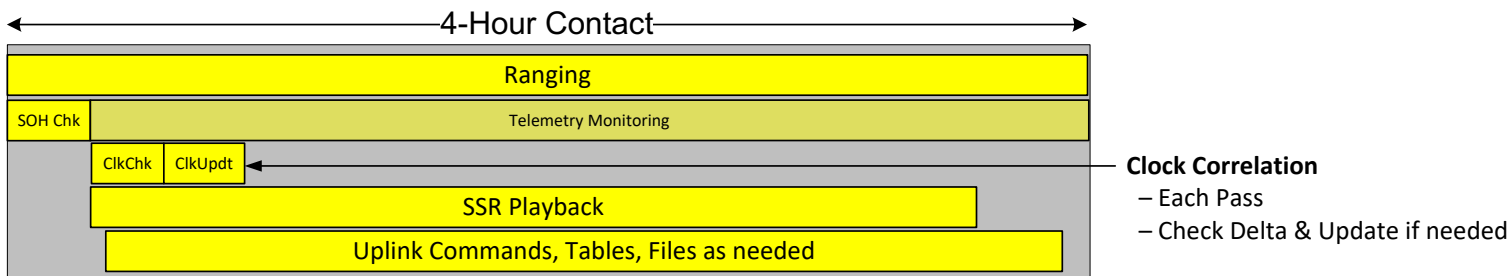 4-Hour Contact
Ranging
SOH Chk
Telemetry Monitoring
ClkChk
ClkUpdt
Clock Correlation
– Each Pass
– Check Delta & Update if needed
SSR Playback
Uplink Commands, Tables, Files as needed